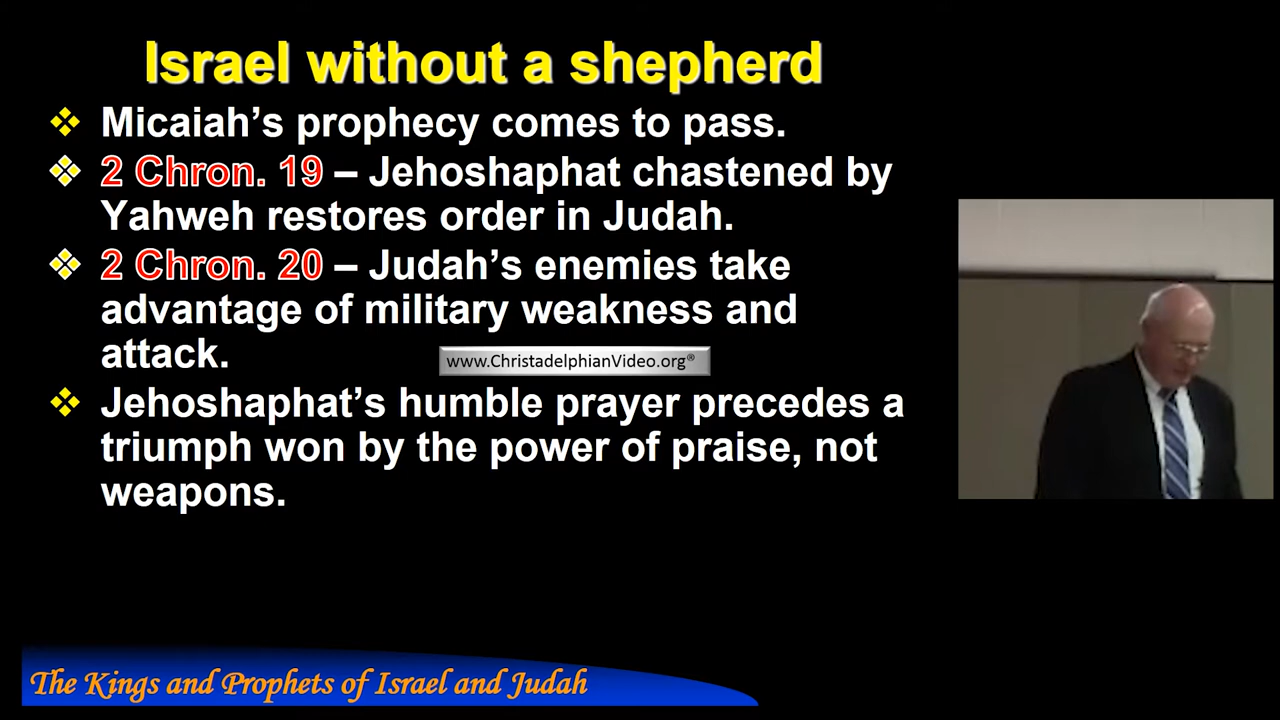 Israel without a shepherd
Micaiah’s prophecy comes to pass.
2 Chron. 19 – Jehoshaphat chastened by
Yahweh restores order in Judah.
2 Chron. 20 – Judah’s enemies take
advantage of military weakness and
attack.
www.ChristadelphianVideo.org®
Jehoshaphat’s humble prayer precedes a
triumph won by the power of praise, not
weapons.
The Kings and Prophets of Israel and Judah